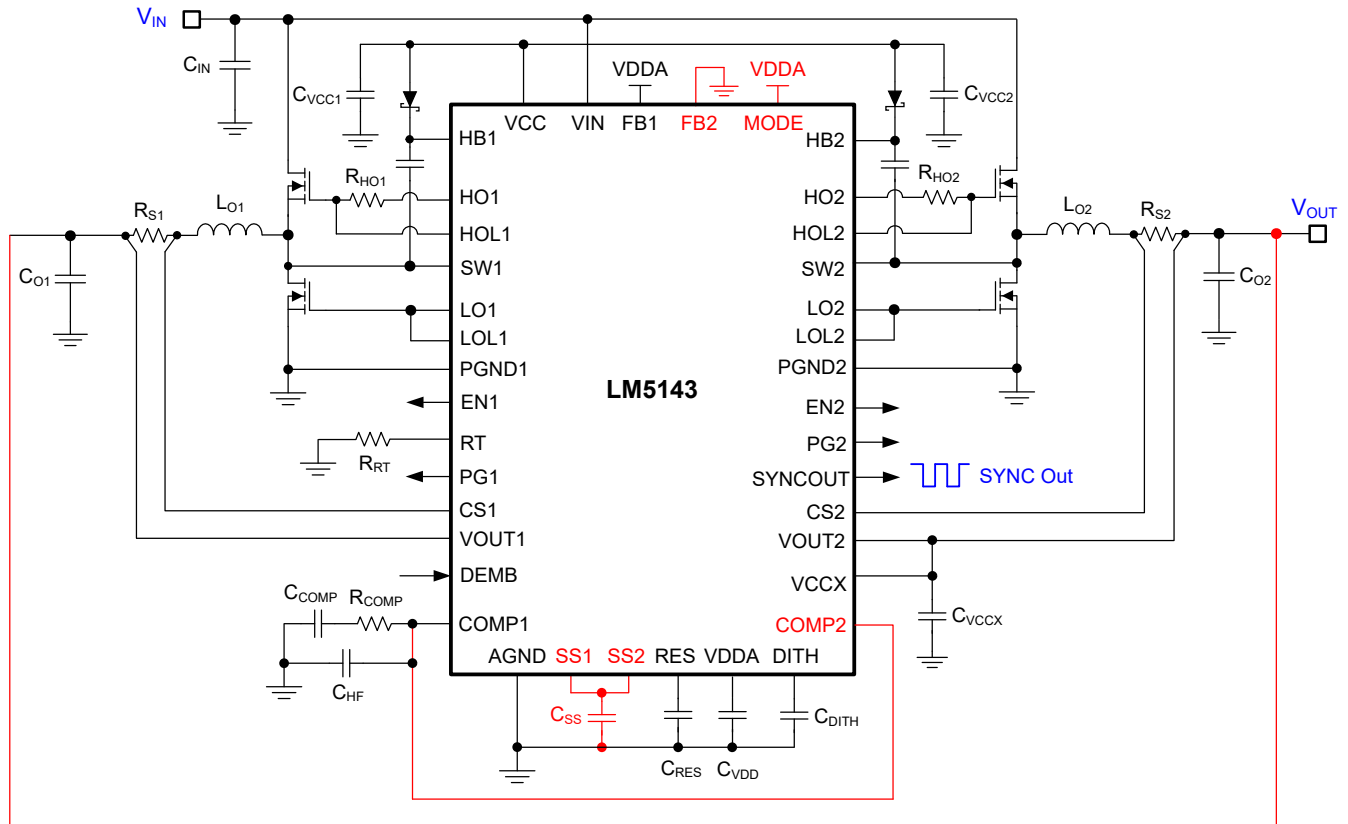 VIN
CIN
CVCC1
VDDA
VDDA
CVCC2
VCC
VIN
FB1
FB2
MODE
HB1
HB2
RHO1
HO1
HO2
RHO2
RS1
LO1
HOL1
HOL2
LO2
RS2
VOUT
CO1
SW1
SW2
CO2
LO1
LO2
LOL1
LOL2
PGND1
PGND2
LM5143
EN1
EN2
RT
PG2
RRT
PG1
SYNCOUT
SYNC Out
CS1
CS2
VOUT1
VOUT2
DEMB
VCCX
CCOMP
RCOMP
COMP1
COMP2
CVCCX
AGND
SS1
SS2
RES
VDDA
DITH
CHF
CSS
CDITH
CRES
CVDD